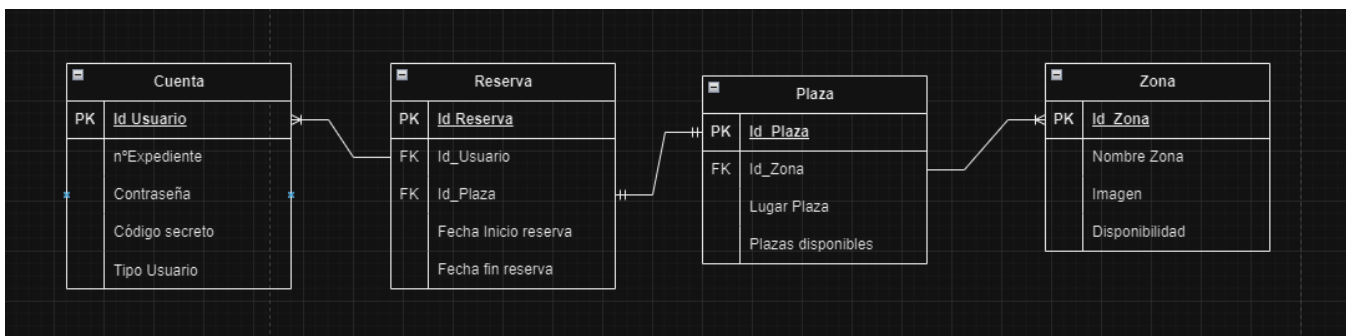 Cuenta
PK Id Usuario
nºExpediente
Contraseña
Código secreto
Tipo Usuario
Reserva
PK Id Reserva
FK Id_Usuario
FK Id_Plaza
Fecha Inicio reserva
Fecha fin reserva
Plaza
PK Id_Plaza
FK Id_Zona
Lugar Plaza
Plazas disponibles
Zona
PK Id_Zona
Nombre Zona
Imagen
Disponibilidad